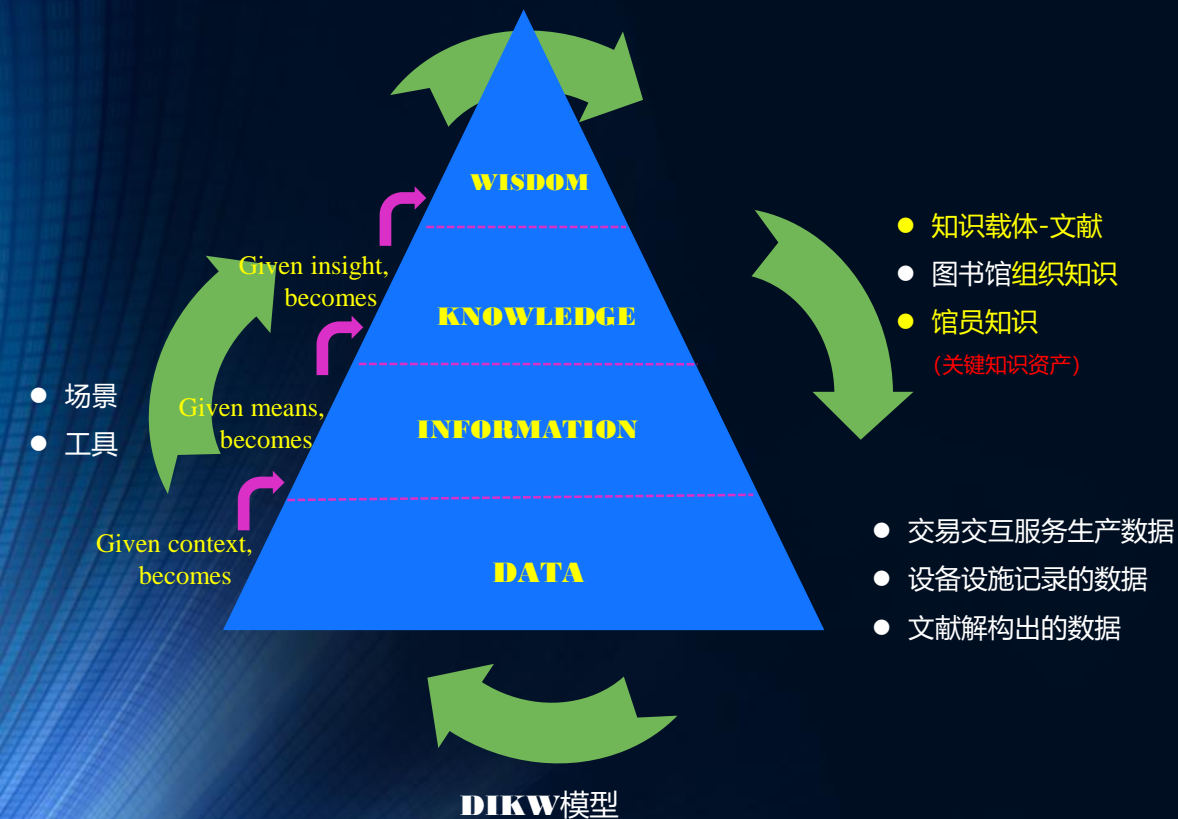 WISDOM
Given insight,
becomes
KNOWLEDGE
Given means,
becomes
INFORMATION
Given context,
becomes
DATA
● 场景
● 工具
● 知识载体-文献
● 图书馆组织知识
● 馆员知识
(关键知识资产)
● 交易交互服务生产数据
● 设备设施记录的数据
● 文献解构出的数据
DIKW模型